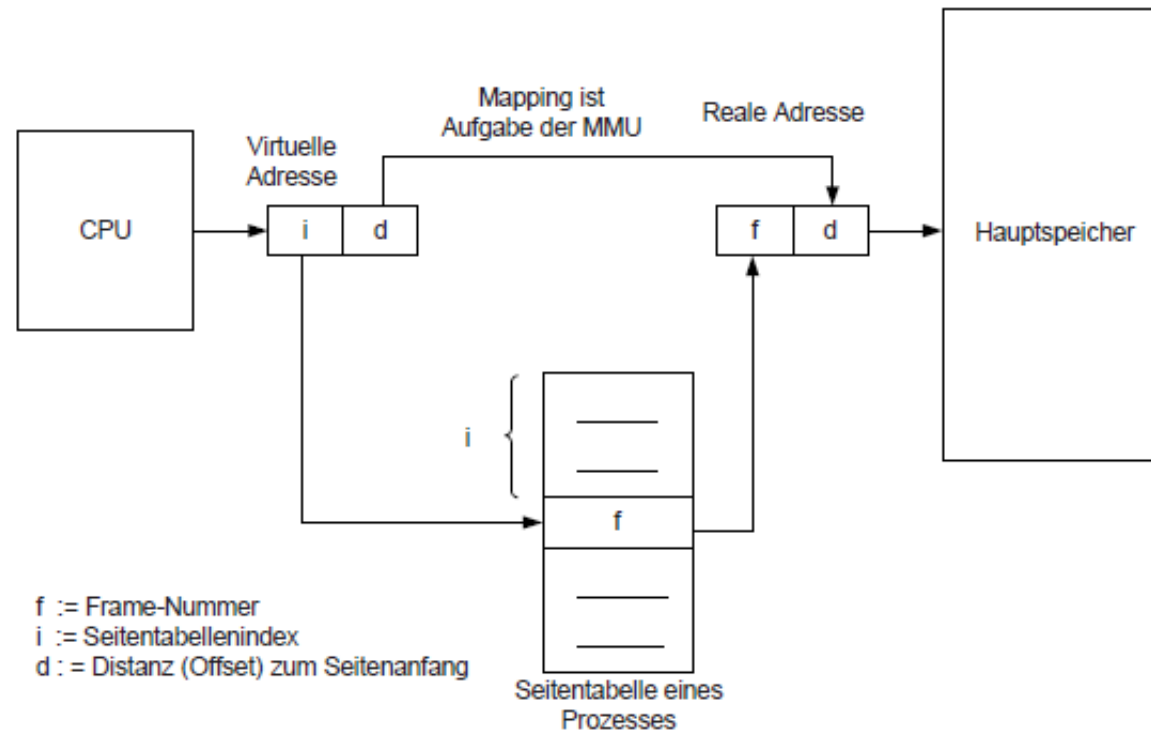 Mapping ist
Aufgabe der MMU
Reale Adresse
Virtuelle
Adresse
CPU
i
d
f
d
Hauptspeicher
i
f
f := Frame-Nummer
i := Seitentabellenindex
d : = Distanz (Offset) zum Seitenanfang
Seitentabelle eines
Prozesses